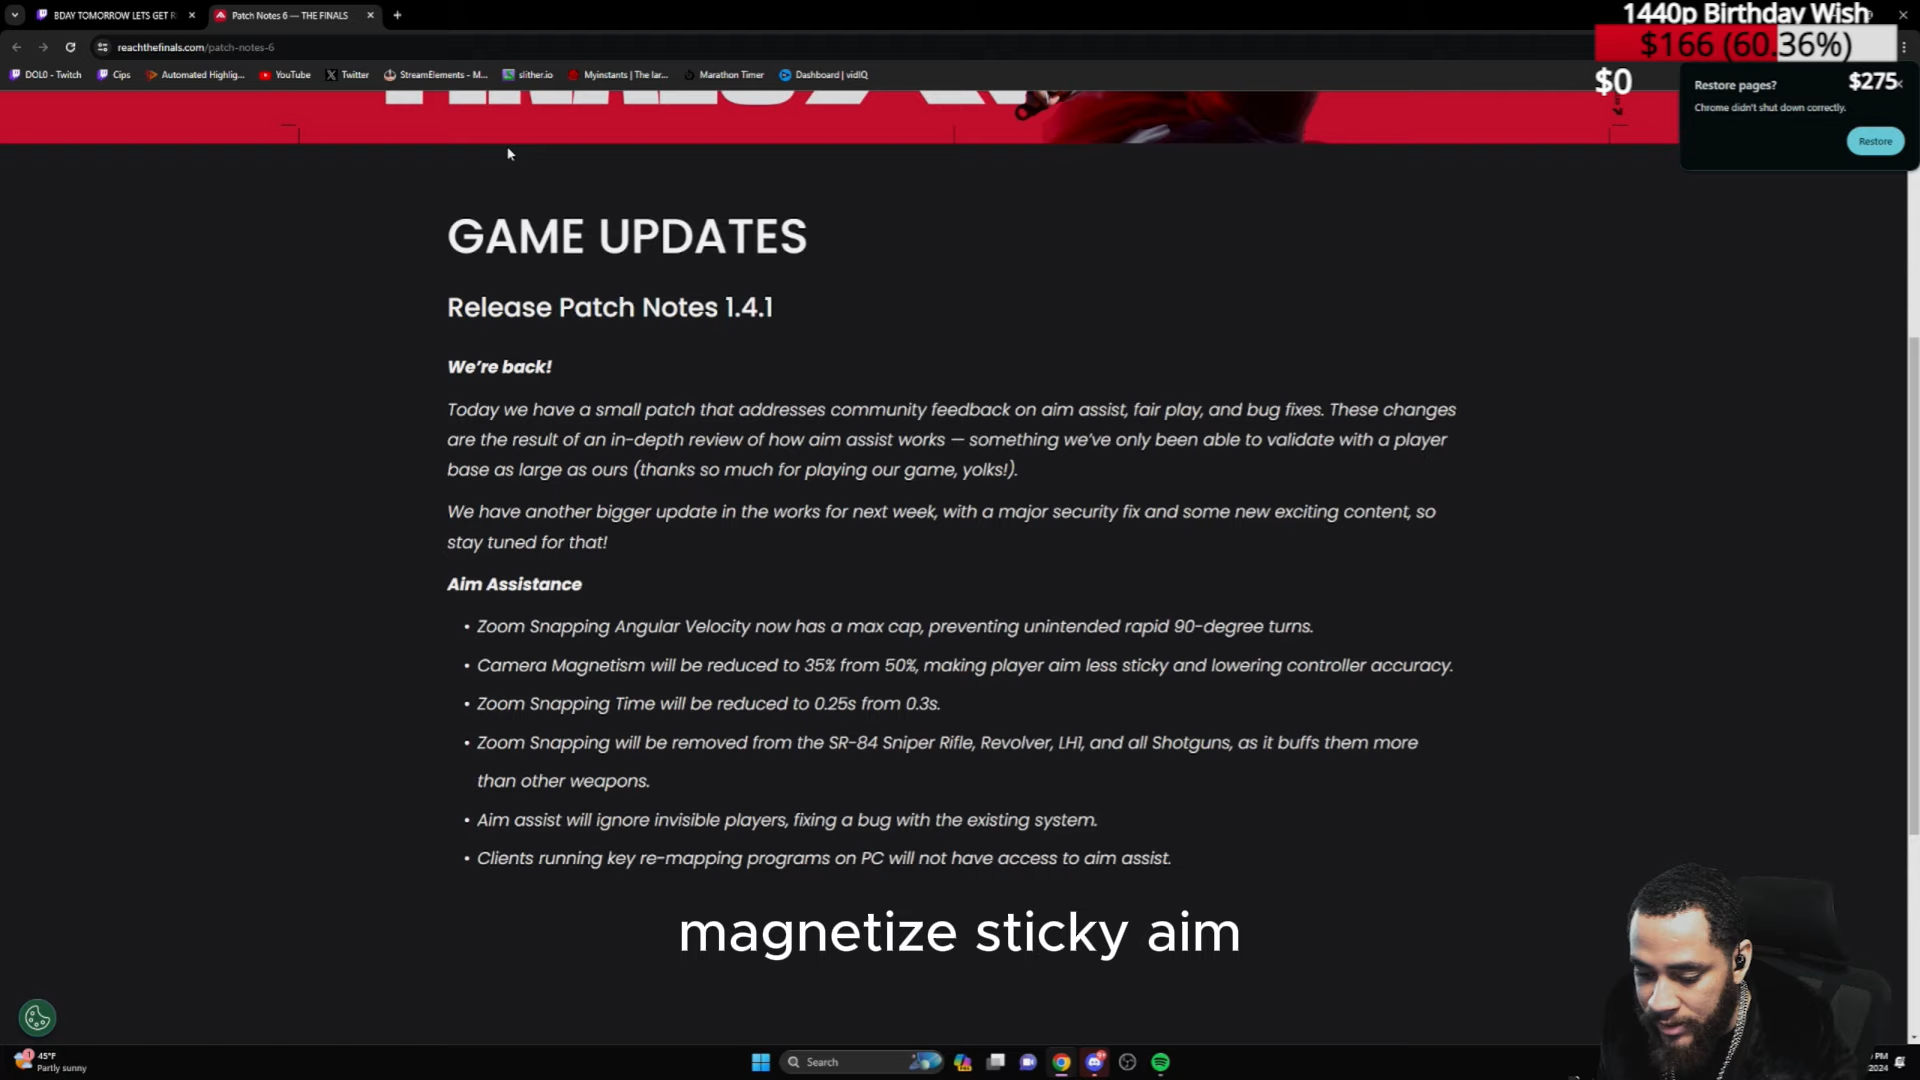 BDAY TOMORROW LETS GET R
Patch Notes 6 — THE FINALS
1440p Birthday Wish
$166 (60.36%)
$0
$275
reachthefinals.com/patch-notes-6
DOL0 - Twitch
Cips
Automated Highlig...
YouTube
Twitter
StreamElements - M...
slither.io
Myinstants | The lar...
Marathon Timer
Dashboard | vidIQ
Restore pages?
Chrome didn't shut down correctly.
Restore
GAME UPDATES
Release Patch Notes 1.4.1
We're back!
Today we have a small patch that addresses community feedback on aim assist, fair play, and bug fixes. These changes
are the result of an in-depth review of how aim assist works — something we've only been able to validate with a player
base as large as ours (thanks so much for playing our game, yolks!).
We have another bigger update in the works for next week, with a major security fix and some new exciting content, so
stay tuned for that!
Aim Assistance
• Zoom Snapping Angular Velocity now has a max cap, preventing unintended rapid 90-degree turns.
• Camera Magnetism will be reduced to 35% from 50%, making player aim less sticky and lowering controller accuracy.
• Zoom Snapping Time will be reduced to 0.25s from 0.3s.
• Zoom Snapping will be removed from the SR-84 Sniper Rifle, Revolver, LH1, and all Shotguns, as it buffs them more
than other weapons.
• Aim assist will ignore invisible players, fixing a bug with the existing system.
• Clients running key re-mapping programs on PC will not have access to aim assist.
magnetize sticky aim
45°F
Partly sunny
Search
PM
2024